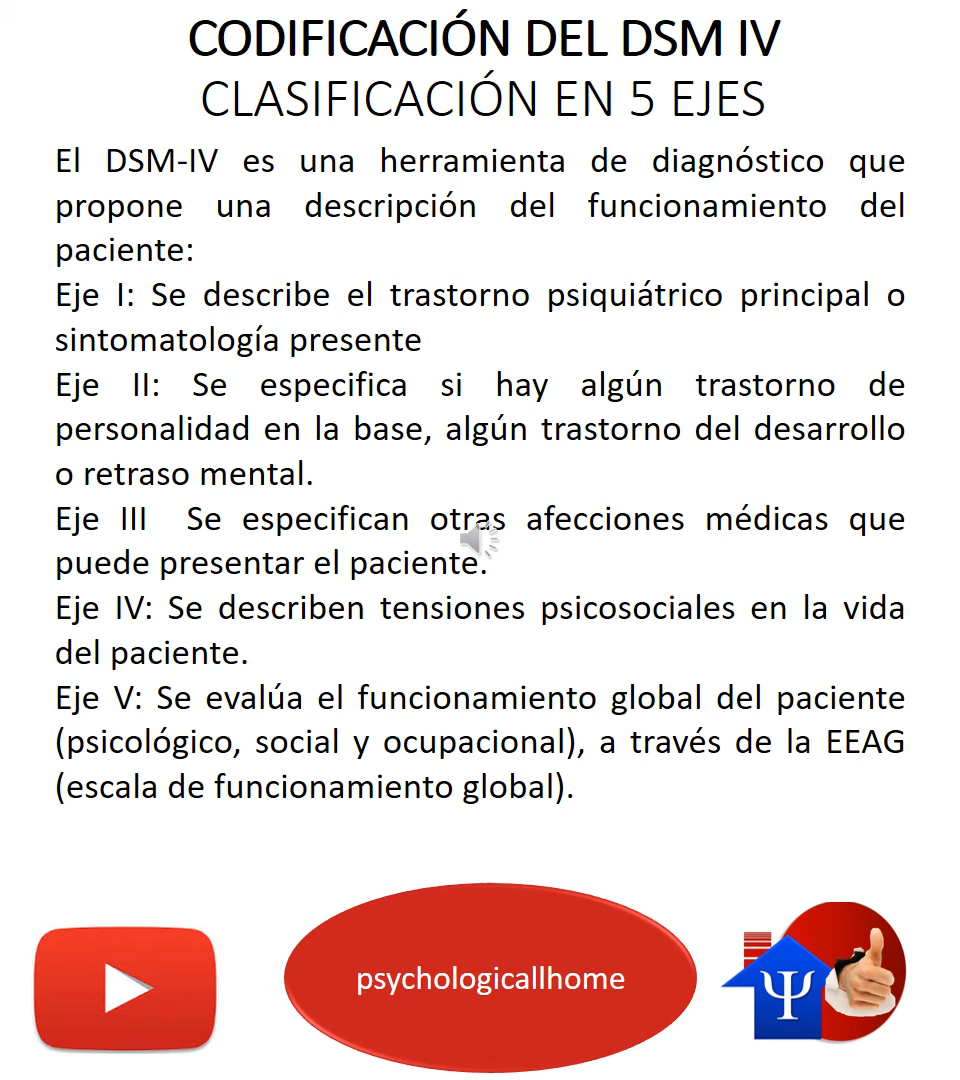 CODIFICACIÓN DEL DSM IV
CLASIFICACIÓN EN 5 EJES
El DSM-IV es una herramienta de diagnóstico que
propone una descripción del funcionamiento del
paciente:
Eje I: Se describe el trastorno psiquiátrico principal o
sintomatología presente
Eje II: Se especifica si hay algún trastorno de
personalidad en la base, algún trastorno del desarrollo
o retraso mental.
Eje III Se especifican otras afecciones médicas que
puede presentar el paciente.
Eje IV: Se describen tensiones psicosociales en la vida
del paciente.
Eje V: Se evalúa el funcionamiento global del paciente
(psicológico, social y ocupacional), a través de la EEAG
(escala de funcionamiento global).
psychologicallhome
Ψ